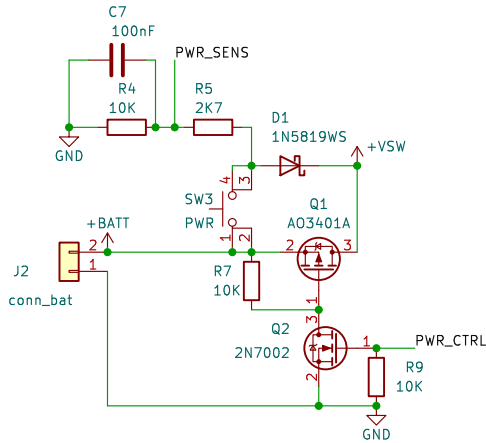 C7
100nF
PWR_SENS
R4
10K
R5
2K7
GND
D1
1N5819WS
+VSW
4
3
SW3
PWR
1
2
+BATT
Q1
AO3401A
2
3
1
J2
2
1
conn_bat
R7
10K
Q2
2N7002
3
1
2
PWR_CTRL
R9
10K
GND